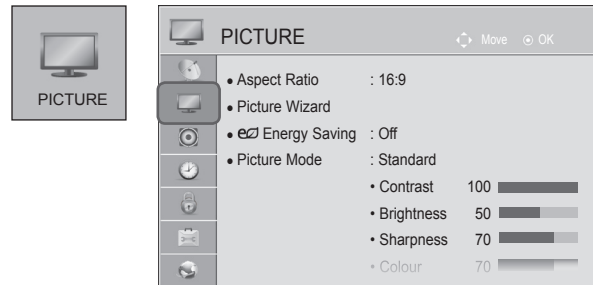 PICTURE
PICTURE Move OK
• Aspect Ratio : 16:9
• Picture Wizard
• Energy Saving : Off
• Picture Mode : Standard
• Contrast 100
• Brightness 50
• Sharpness 70
• Colour 70